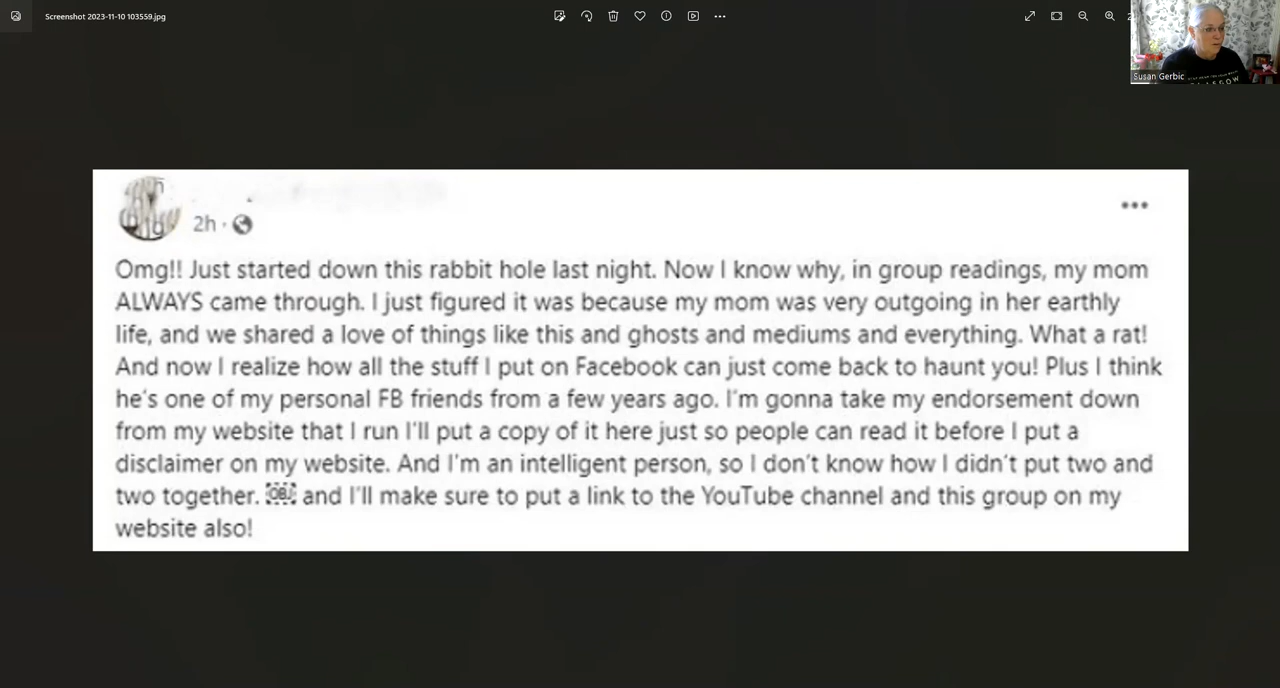 Screenshot 2023-11-10 103559.jpg
Susan Gerbic
2h ·
Omg!! Just started down this rabbit hole last night. Now I know why, in group readings, my mom
ALWAYS came through. I just figured it was because my mom was very outgoing in her earthly
life, and we shared a love of things like this and ghosts and mediums and everything. What a rat!
And now I realize how all the stuff I put on Facebook can just come back to haunt you! Plus I think
he's one of my personal FB friends from a few years ago. I'm gonna take my endorsement down
from my website that I run I'll put a copy of it here just so people can read it before I put a
disclaimer on my website. And I'm an intelligent person, so I don't know how I didn't put two and
two together. OBJ and I'll make sure to put a link to the YouTube channel and this group on my
website also!